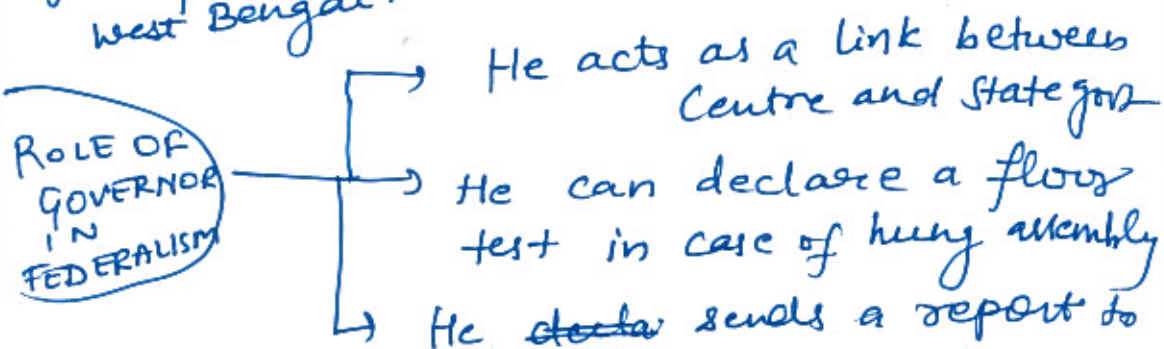 West Bengal.
He acts as a link between
Centre and State govt
ROLE OF
GOVERNOR
IN
FEDERALISM
He can declare a floor
test in case of hung assembly
He sends a report to